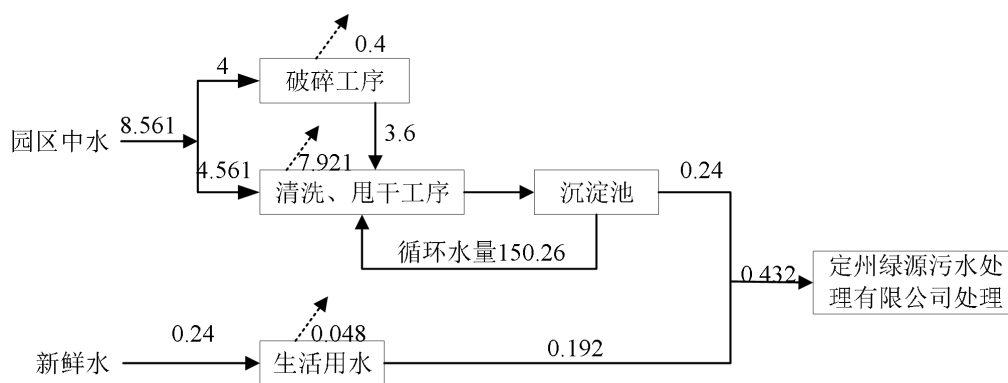 0.4
4
破碎工序
8.561
园区中水
3.6
4.561
7.921
0.24
清洗、甩干工序
沉淀池
循环水量150.26
0.432
定州绿源污水处
理有限公司处理
0.24
0.048
0.192
新鲜水
生活用水